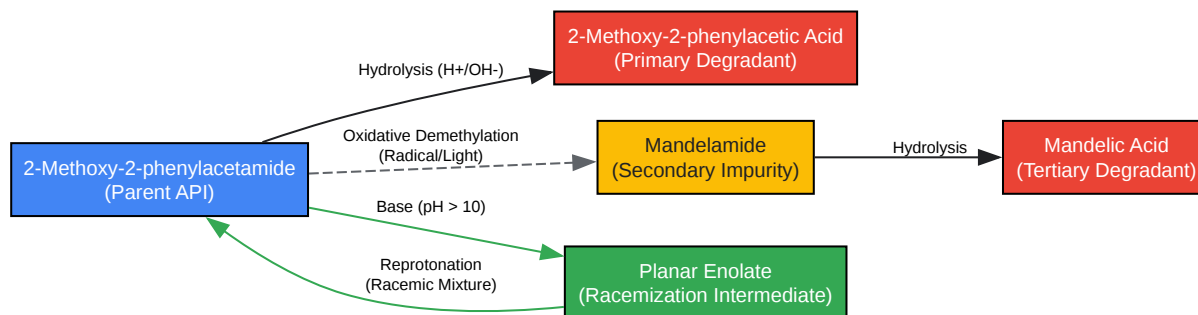 2-Methoxy-2-phenylacetic Acid
(Primary Degradant)
Hydrolysis (H+/OH-)
Oxidative Demethylation
(Radical/Light)
Mandelamide
(Secondary Impurity)
Hydrolysis
Mandelic Acid
(Tertiary Degradant)
2-Methoxy-2-phenylacetamide
(Parent API)
Base (pH > 10)
Reprotonation
(Racemic Mixture)
Planar Enolate
(Racemization Intermediate)